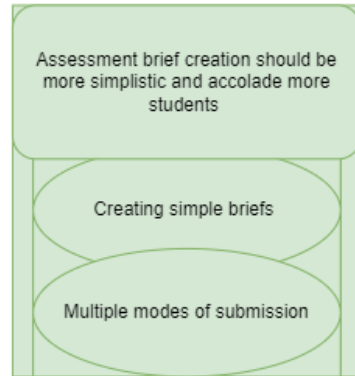 Assessment brief creation should be
more simplistic and accolade more
students
Creating simple briefs
Multiple modes of submission